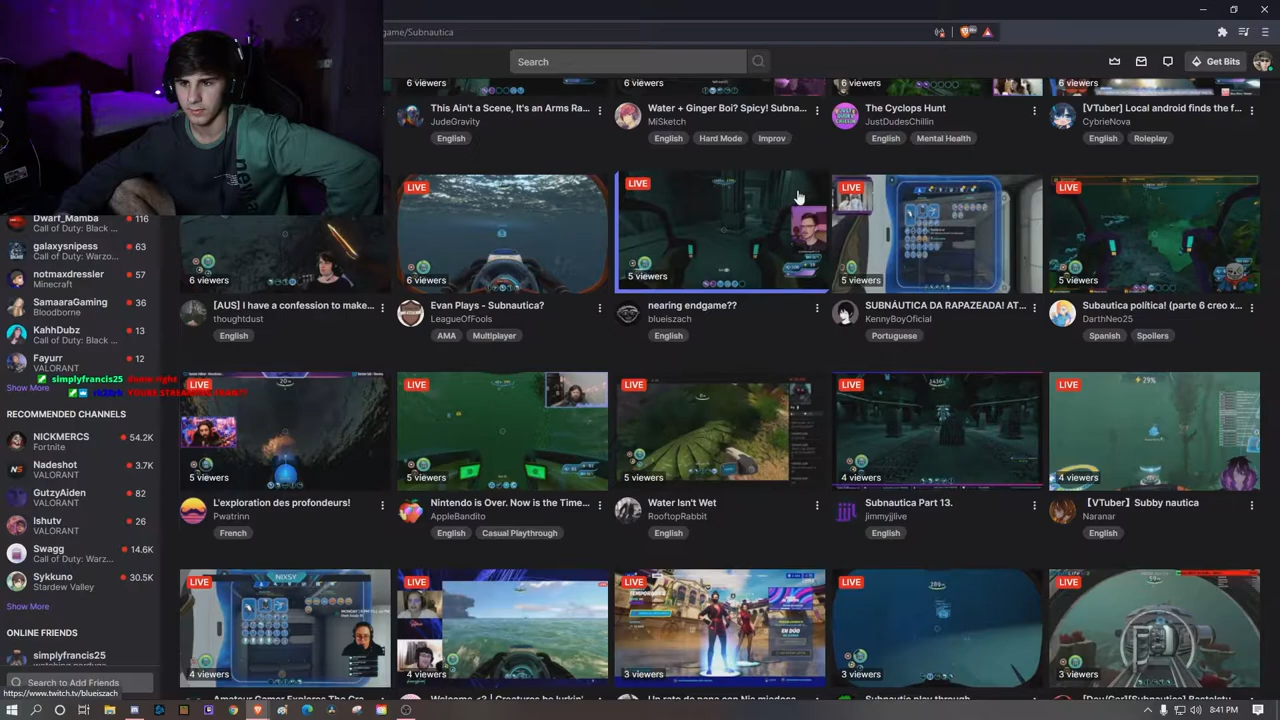 game/Subnautica
Search
Get Bits
6 viewers
6 viewers
6 viewers
6 viewers
This Ain't a Scene, It's an Arms Ra...
JudeGravity
English
Water + Ginger Boi? Spicy! Subna...
MiSketch
English Hard Mode Improv
The Cyclops Hunt
JustDudesChillin
English Mental Health
[VTuber] Local android finds the f...
CybrieNova
English Roleplay
LIVE
LIVE
LIVE
LIVE
6 viewers
6 viewers
5 viewers
5 viewers
5 viewers
[AUS] I have a confession to make...
thoughtdust
English
Evan Plays - Subnautica?
LeagueOfFools
AMA Multiplayer
nearing endgame??
blueiszach
English
SUBNÁUTICA DA RAPAZEADA! AT...
KennyBoyOficial
Portuguese
Subautica política! (parte 6 creo x...
DarthNeo25
Spanish Spoilers
Dwarf_Mamba 116
Call of Duty: Black ...
galaxysnipess 63
Call of Duty: Warzo...
notmaxdressler 57
Minecraft
SamaaraGaming 36
Bloodborne
KahhDubz 13
Call of Duty: Black ...
Fayurr 12
VALORANT
simplyfrancis25
Show More
RECOMMENDED CHANNELS
NICKMERCS 54.2K
Fortnite
Nadeshot 3.7K
VALORANT
GutzyAiden 82
VALORANT
Ishutv 26
VALORANT
Swagg 14.6K
Call of Duty: Warz...
Sykkuno 30.5K
Stardew Valley
Show More
ONLINE FRIENDS
simplyfrancis25
Search to Add Friends
https://www.twitch.tv/blueiszach
LIVE
LIVE
LIVE
LIVE
LIVE
5 viewers
5 viewers
5 viewers
4 viewers
4 viewers
29%
L'exploration des profondeurs!
Pwatrinn
French
Nintendo is Over. Now is the Time...
AppleBandito
English Casual Playthrough
Water Isn't Wet
RooftopRabbit
English
Subnautica Part 13.
jimmyjjlive
English
【VTuber】Subby nautica
Naranar
English
LIVE
LIVE
LIVE
LIVE
LIVE
NIXSY
EN DÚO
4 viewers
4 viewers
3 viewers
3 viewers
3 viewers
8:41 PM